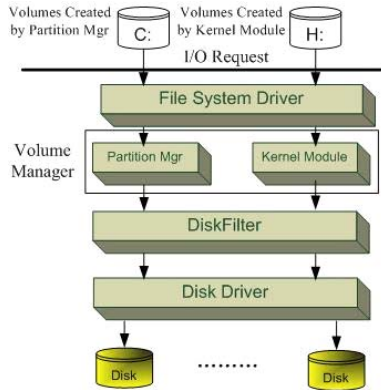 Volumes Created
by Partition Mgr
Volumes Created
by Kernel Module
C:
H:
I/O Request
File System Driver
Volume
Manager
Partition Mgr
Kernel Module
DiskFilter
Disk Driver
Disk
.........
Disk